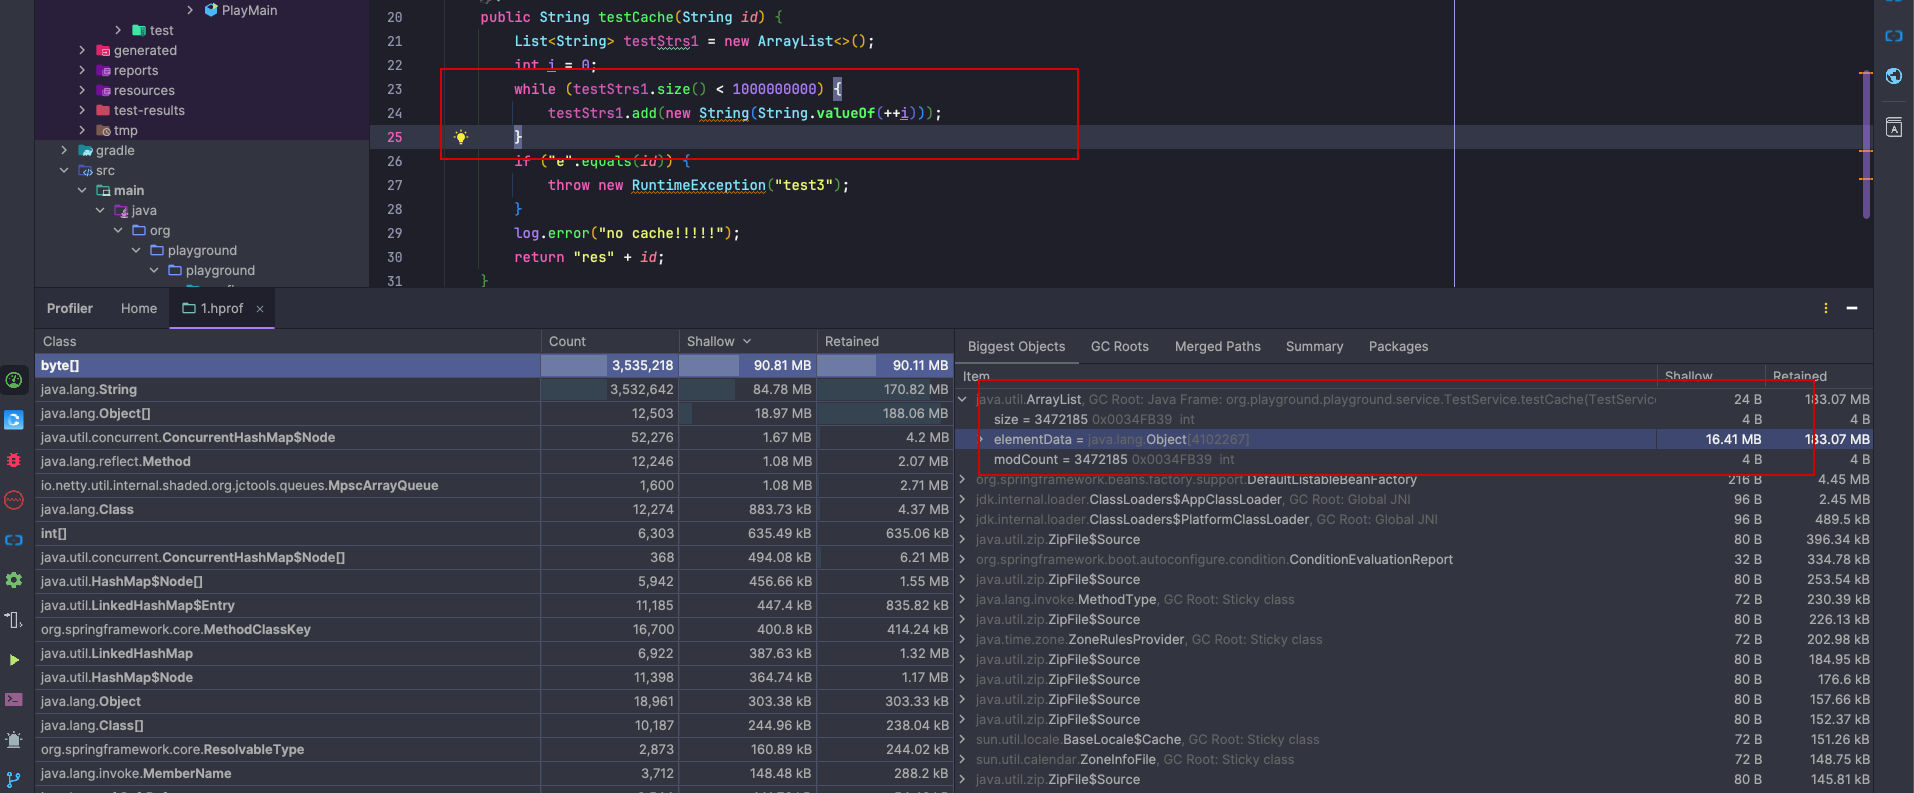 PlayMain
test
generated
reports
resources
test-results
tmp
gradle
src
main
java
org
playground
playground
20 public String testCache(String id) {
21 List<String> testStrs1 = new ArrayList<>();
22 int i = 0;
23 while (testStrs1.size() < 1000000000) {
24 testStrs1.add(new String(String.valueOf(++i)));
25 }
26 if ("e".equals(id)) {
27 throw new RuntimeException("test3");
28 }
29 log.error("no cache!!!!!");
30 return "res" + id;
31 }
Profiler Home 1.hprof ×
Class Count Shallow Retained
byte[] 3,535,218 90.81 MB 90.11 MB
java.lang.String 3,532,642 84.78 MB 170.82 MB
java.lang.Object[] 12,503 18.97 MB 188.06 MB
java.util.concurrent.ConcurrentHashMap$Node 52,276 1.67 MB 4.2 MB
java.lang.reflect.Method 12,246 1.08 MB 2.07 MB
io.netty.util.internal.shaded.org.jctools.queues.MpscArrayQueue 1,600 1.08 MB 2.71 MB
java.lang.Class 12,274 883.73 kB 4.37 MB
int[] 6,303 635.49 kB 635.06 kB
java.util.concurrent.ConcurrentHashMap$Node[] 368 494.08 kB 6.21 MB
java.util.HashMap$Node[] 5,942 456.66 kB 1.55 MB
java.util.LinkedHashMap$Entry 11,185 447.4 kB 835.82 kB
org.springframework.core.MethodClassKey 16,700 400.8 kB 414.24 kB
java.util.LinkedHashMap 6,922 387.63 kB 1.32 MB
java.util.HashMap$Node 11,398 364.74 kB 1.17 MB
java.lang.Object 18,961 303.38 kB 303.33 kB
java.lang.Class[] 10,187 244.96 kB 238.04 kB
org.springframework.core.ResolvableType 2,873 160.89 kB 244.02 kB
java.lang.invoke.MemberName 3,712 148.48 kB 288.2 kB
Biggest Objects GC Roots Merged Paths Summary Packages
Item Shallow Retained
java.util.ArrayList, GC Root: Java Frame: org.playground.playground.service.TestService.testCache(TestServic 24 B 183.07 MB
size = 3472185 0x0034FB39 int 4 B 4 B
elementData = java.lang.Object[4102267] 16.41 MB 183.07 MB
modCount = 3472185 0x0034FB39 int 4 B 4 B
org.springframework.beans.factory.support.DefaultListableBeanFactory 216 B 4.45 MB
jdk.internal.loader.ClassLoaders$AppClassLoader, GC Root: Global JNI 96 B 2.45 MB
jdk.internal.loader.ClassLoaders$PlatformClassLoader, GC Root: Global JNI 96 B 489.5 kB
java.util.zip.ZipFile$Source 80 B 396.34 kB
org.springframework.boot.autoconfigure.condition.ConditionEvaluationReport 32 B 334.78 kB
java.util.zip.ZipFile$Source 80 B 253.54 kB
java.lang.invoke.MethodType, GC Root: Sticky class 72 B 230.39 kB
java.util.zip.ZipFile$Source 80 B 226.13 kB
java.time.zone.ZoneRulesProvider, GC Root: Sticky class 72 B 202.98 kB
java.util.zip.ZipFile$Source 80 B 184.95 kB
java.util.zip.ZipFile$Source 80 B 176.6 kB
java.util.zip.ZipFile$Source 80 B 157.66 kB
java.util.zip.ZipFile$Source 80 B 152.37 kB
sun.util.locale.BaseLocale$Cache, GC Root: Sticky class 72 B 151.26 kB
sun.util.calendar.ZoneInfoFile, GC Root: Sticky class 72 B 148.75 kB
java.util.zip.ZipFile$Source 80 B 145.81 kB